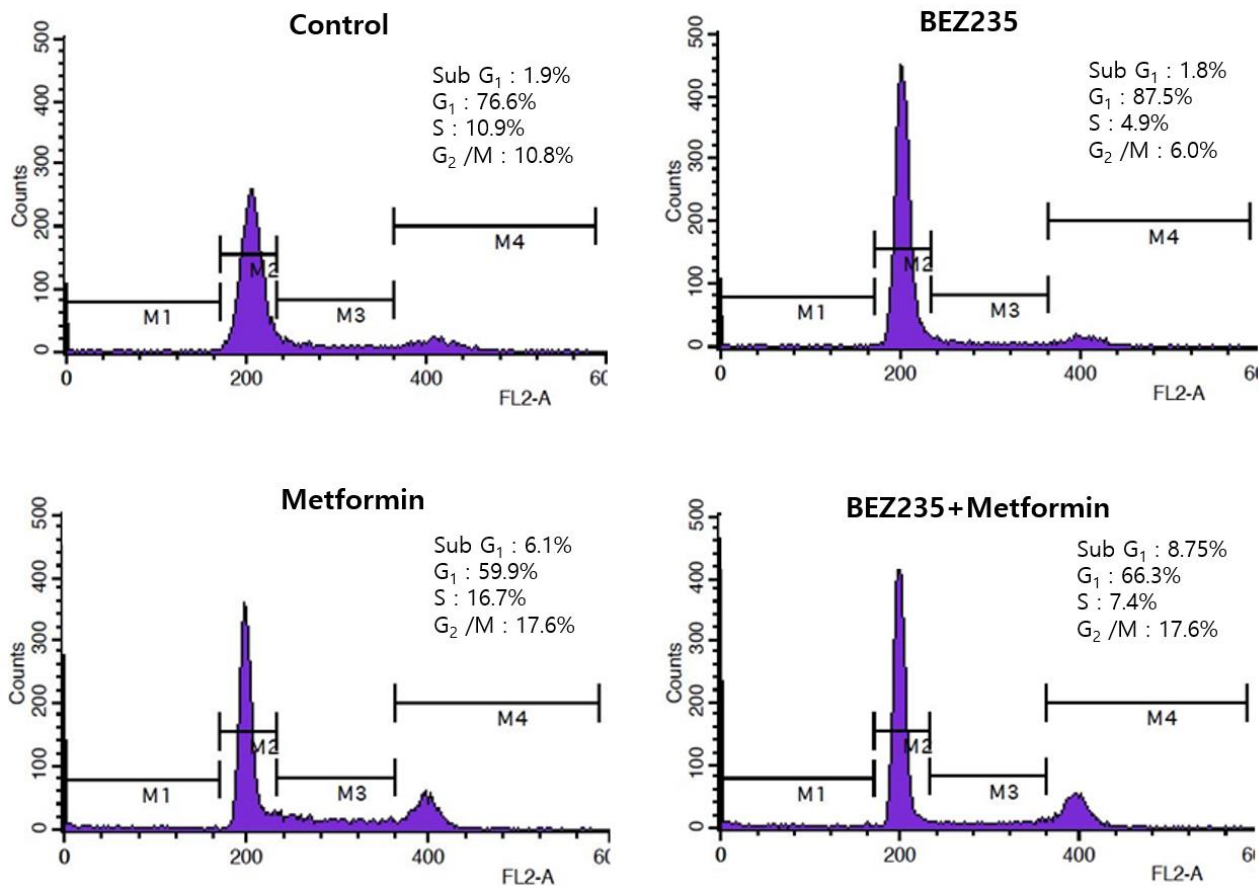 Control
500
400
300
200
100
0
Counts
Sub G₁ : 1.9%
G₁ : 76.6%
S : 10.9%
G₂ /M : 10.8%
M1
M2
M3
M4
0
200
400
60
FL2-A
BEZ235
500
400
300
200
100
0
Counts
Sub G₁ : 1.8%
G₁ : 87.5%
S : 4.9%
G₂ /M : 6.0%
M1
M2
M3
M4
0
200
400
60
FL2-A
Metformin
500
400
300
200
100
0
Counts
Sub G₁ : 6.1%
G₁ : 59.9%
S : 16.7%
G₂ /M : 17.6%
M1
M2
M3
M4
0
200
400
60
FL2-A
BEZ235+Metformin
500
400
300
200
100
0
Counts
Sub G₁ : 8.75%
G₁ : 66.3%
S : 7.4%
G₂ /M : 17.6%
M1
M2
M3
M4
0
200
400
60
FL2-A